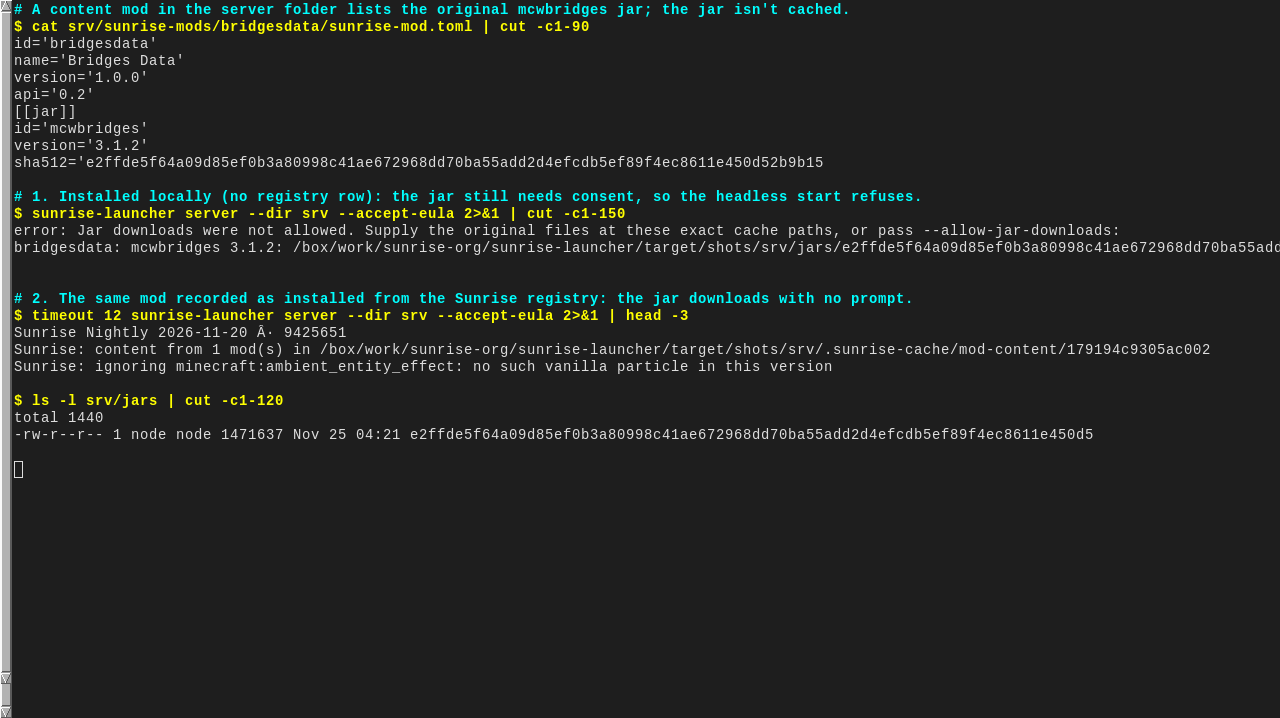 # A content mod in the server folder lists the original mcwbridges jar; the jar isn't cached.
$ cat srv/sunrise-mods/bridgesdata/sunrise-mod.toml | cut -c1-90
id='bridgesdata'
name='Bridges Data'
version='1.0.0'
api='0.2'
[[jar]]
id='mcwbridges'
version='3.1.2'
sha512='e2ffde5f64a09d85ef0b3a80998c41ae672968dd70ba55add2d4efcdb5ef89f4ec8611e450d52b9b15
# 1. Installed locally (no registry row): the jar still needs consent, so the headless start refuses.
$ sunrise-launcher server --dir srv --accept-eula 2>&1 | cut -c1-150
error: Jar downloads were not allowed. Supply the original files at these exact cache paths, or pass --allow-jar-downloads:
bridgesdata: mcwbridges 3.1.2: /box/work/sunrise-org/sunrise-launcher/target/shots/srv/jars/e2ffde5f64a09d85ef0b3a80998c41ae672968dd70ba55add
# 2. The same mod recorded as installed from the Sunrise registry: the jar downloads with no prompt.
$ timeout 12 sunrise-launcher server --dir srv --accept-eula 2>&1 | head -3
Sunrise Nightly 2026-11-20 Â· 9425651
Sunrise: content from 1 mod(s) in /box/work/sunrise-org/sunrise-launcher/target/shots/srv/.sunrise-cache/mod-content/179194c9305ac002
Sunrise: ignoring minecraft:ambient_entity_effect: no such vanilla particle in this version
$ ls -l srv/jars | cut -c1-120
total 1440
-rw-r--r-- 1 node node 1471637 Nov 25 04:21 e2ffde5f64a09d85ef0b3a80998c41ae672968dd70ba55add2d4efcdb5ef89f4ec8611e450d5